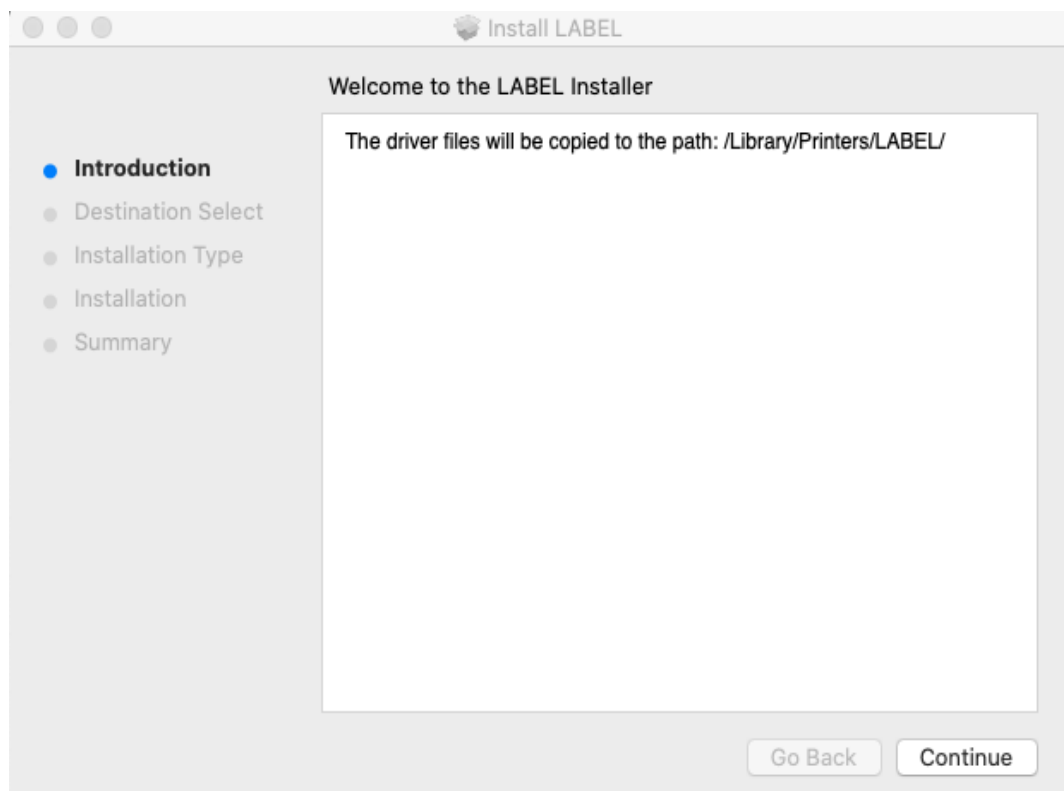 Install LABEL
Welcome to the LABEL Installer
The driver files will be copied to the path: /Library/Printers/LABEL/
Introduction
Destination Select
Installation Type
Installation
Summary
Go Back
Continue